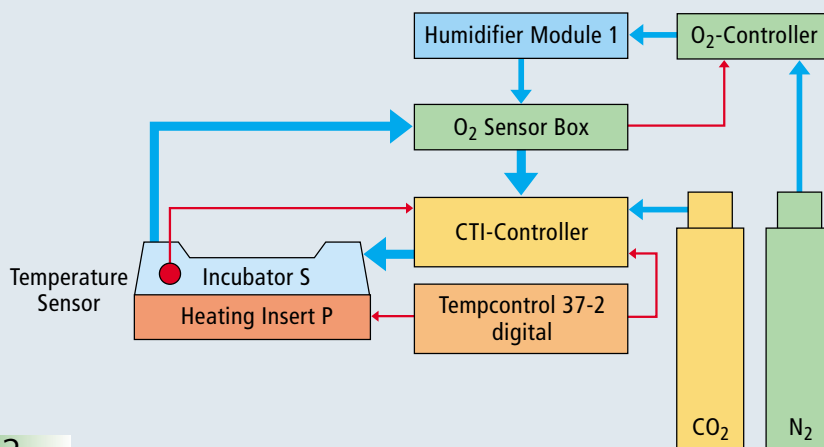 Humidifier Module 1
O₂-Controller
O₂ Sensor Box
CTI-Controller
Temperature
Sensor
Incubator S
Heating Insert P
Tempcontrol 37-2
digital
CO₂
N₂